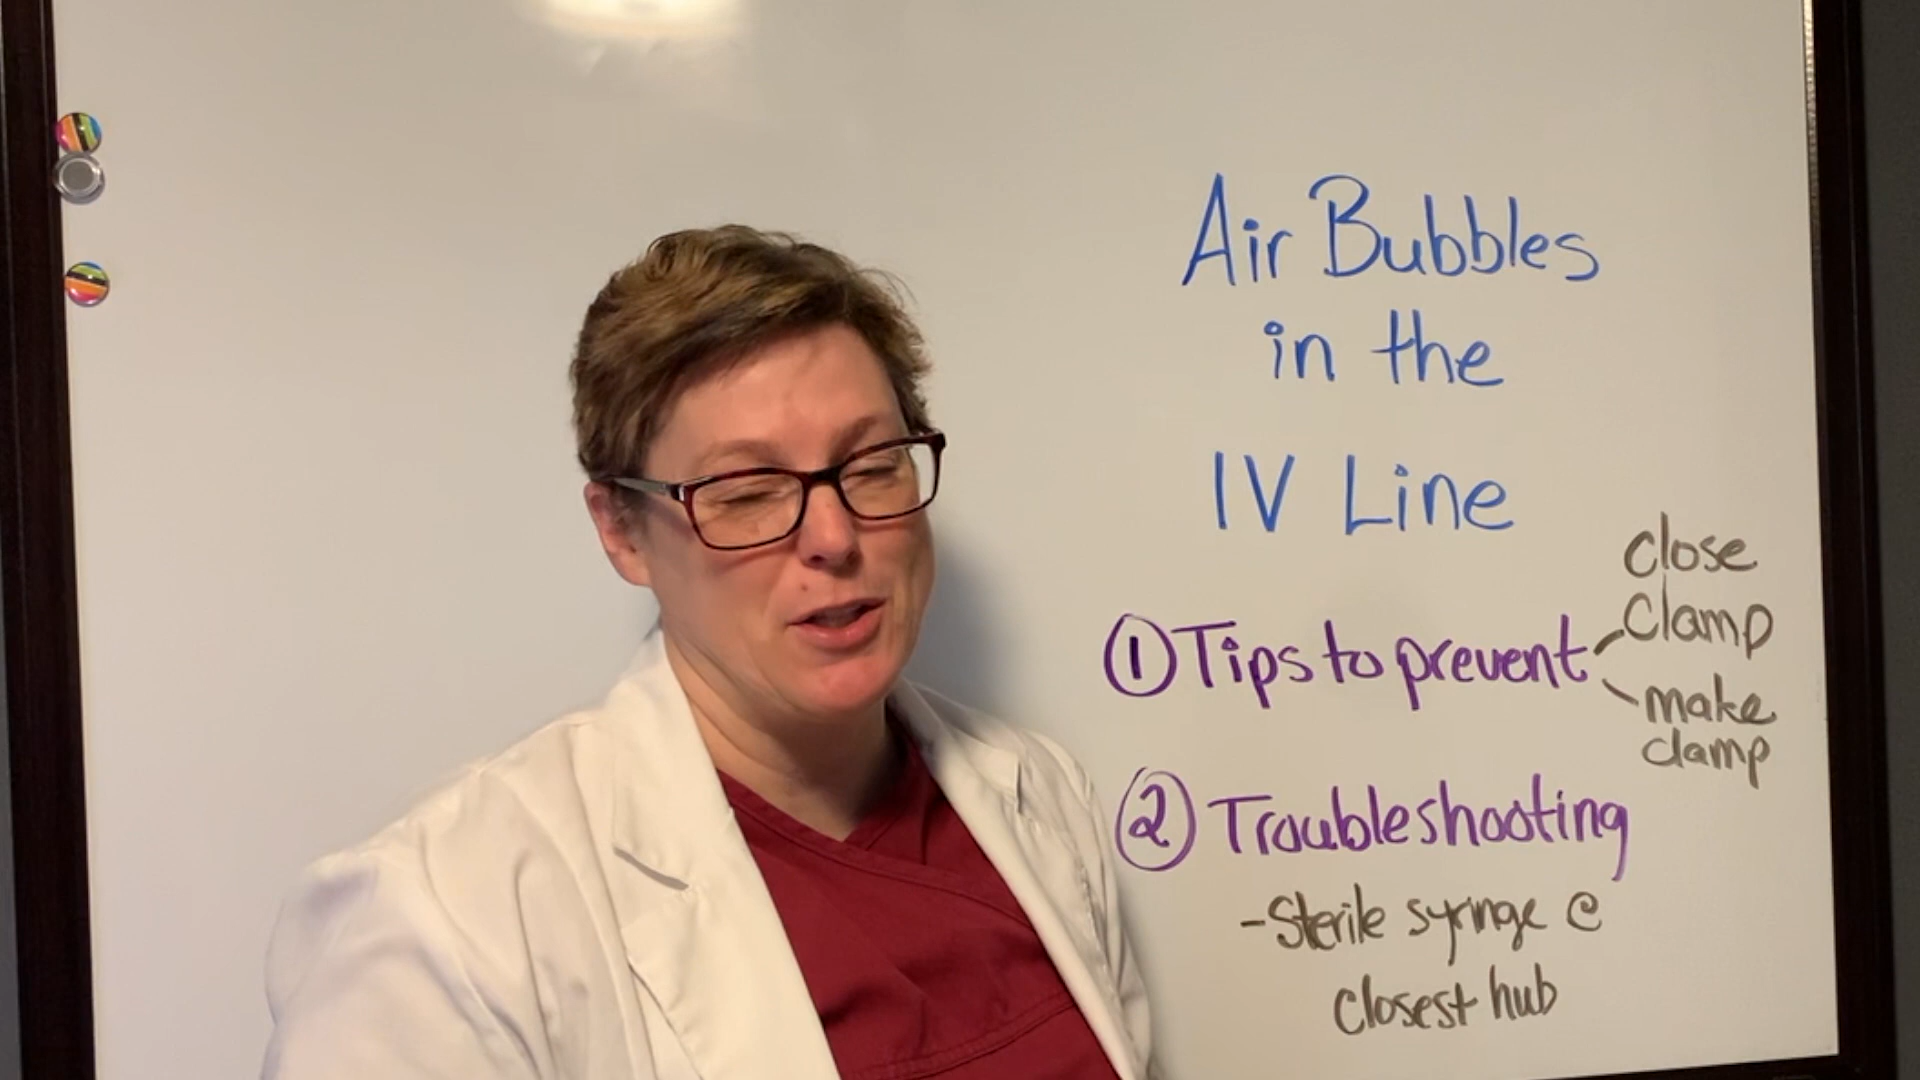 Air Bubbles
in the
IV Line
① Tips to prevent
close
clamp
make
clamp
② Troubleshooting
- Sterile syringe @
closest hub